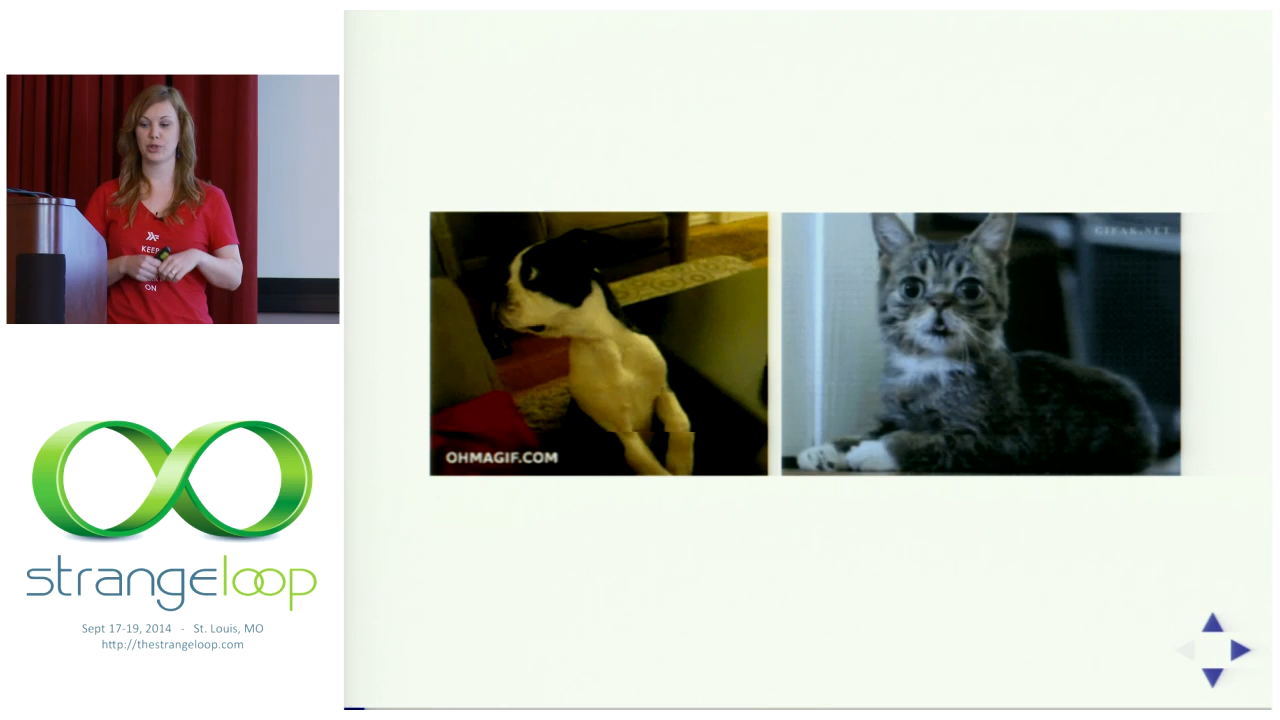 KEEP
ON
strangeloop
Sept 17-19, 2014 - St. Louis, MO
http://thestrangeloop.com
OHMAGIF.COM
GIFAK.NET